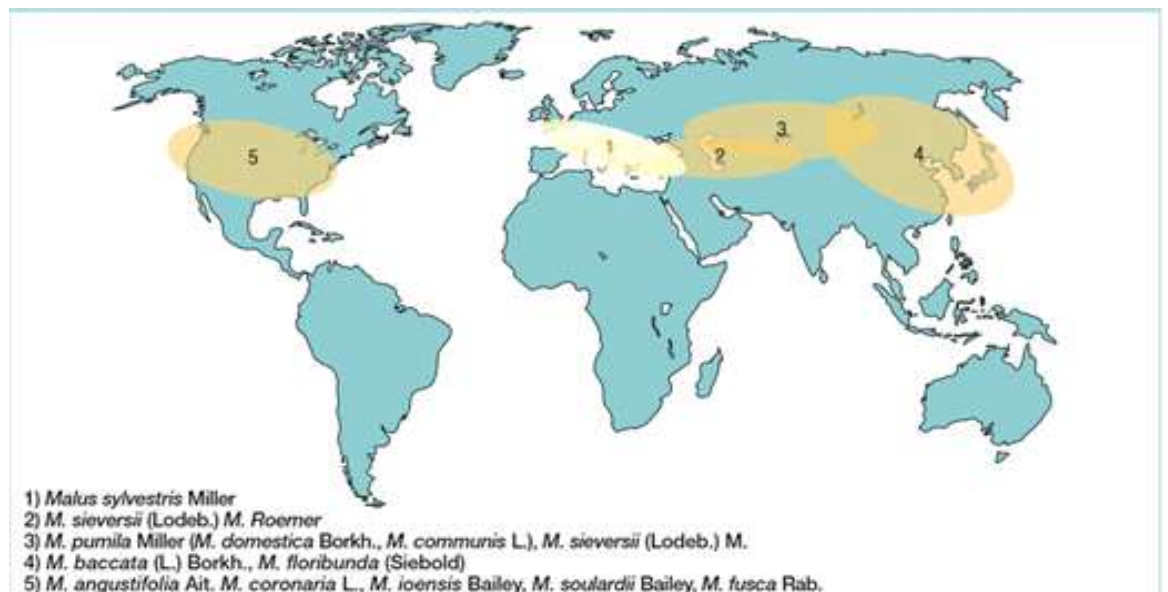 5
1
2
3
4
1) Malus sylvestris Miller
2) M. sieversii (Lodeb.) M. Roemer
3) M. pumila Miller (M. domestica Borkh., M. communis L.), M. sieversii (Lodeb.) M.
4) M. baccata (L.) Borkh., M. floribunda (Siebold)
5) M. angustifolia Ait. M. coronaria L., M. ioensis Bailey, M. soulardii Bailey, M. fusca Rab.